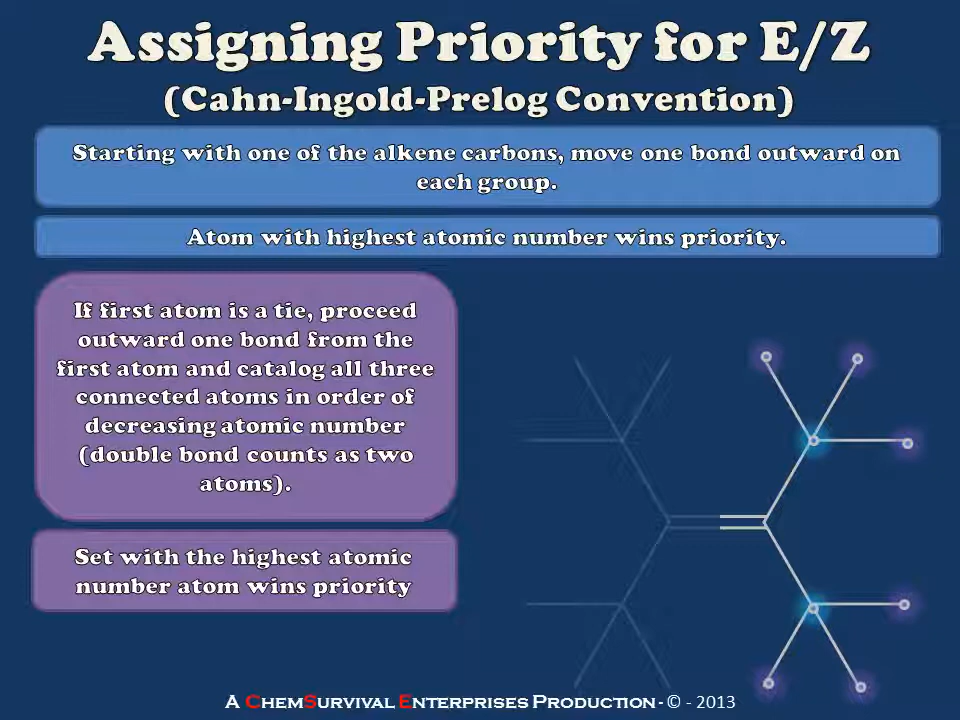 Assigning Priority for E/Z
(Cahn-Ingold-Prelog Convention)
Starting with one of the alkene carbons, move one bond outward on
each group.
Atom with highest atomic number wins priority.
If first atom is a tie, proceed
outward one bond from the
first atom and catalog all three
connected atoms in order of
decreasing atomic number
(double bond counts as two
atoms).
Set with the highest atomic
number atom wins priority
A ChemSurvival Enterprises Production - © - 2013